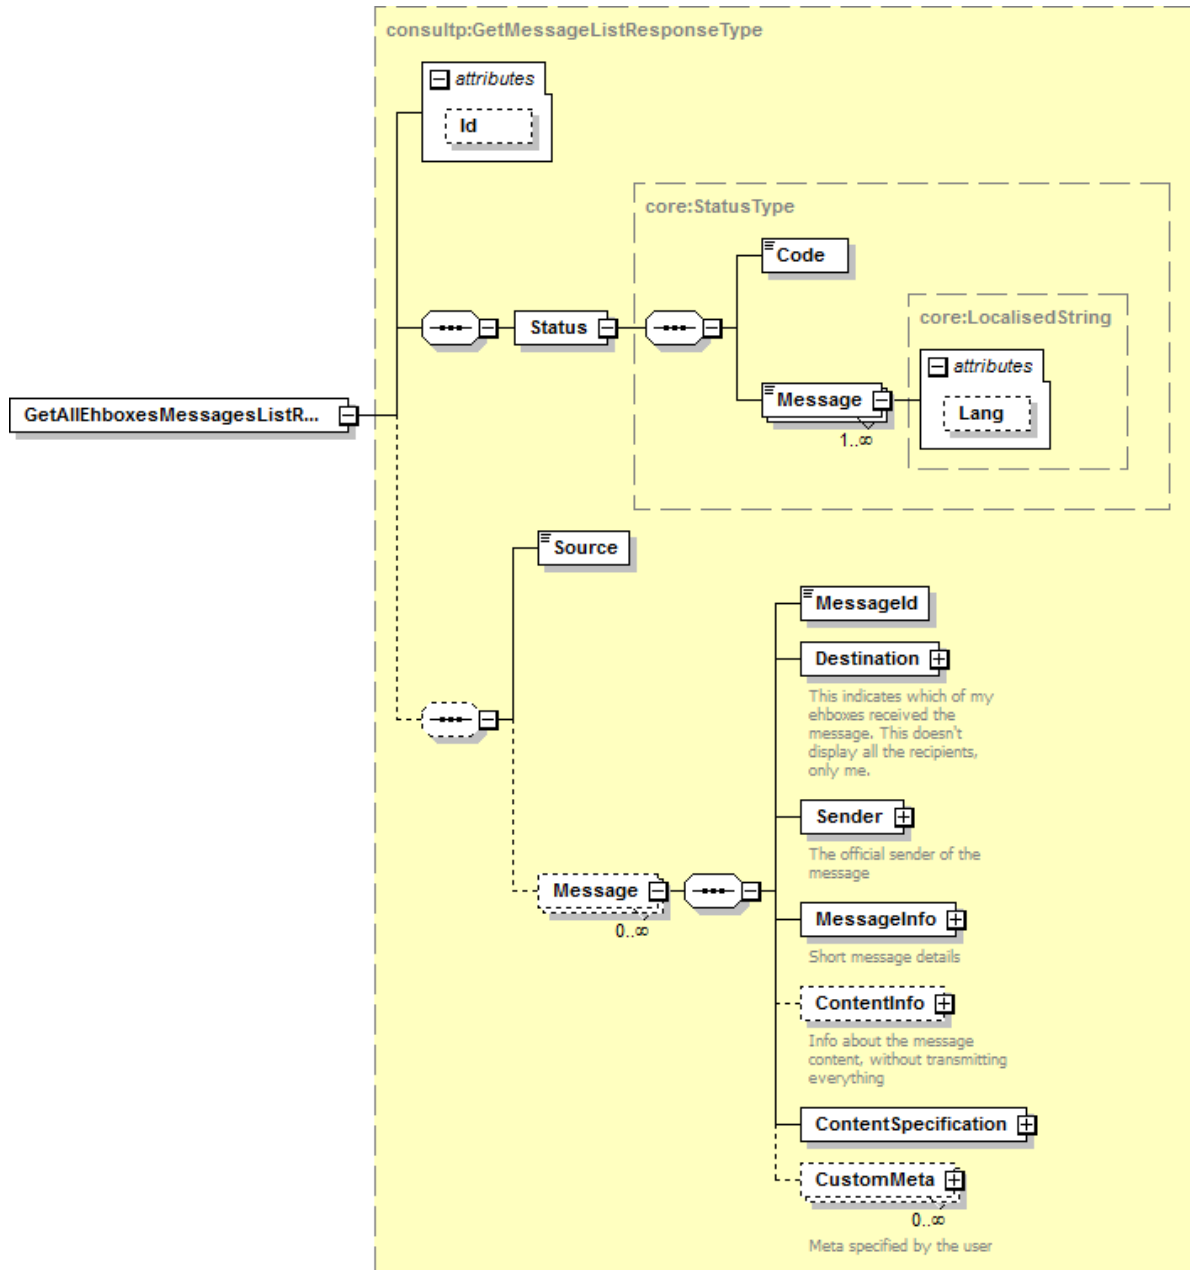 consultp:GetMessageListResponseType
attributes
Id
core:StatusType
Code
core:LocalisedString
Status
attributes
Message
Lang
GetAllEhboxesMessagesListR...
1..∞
Source
MessageId
Destination
This indicates which of my
ehboxes received the
message. This doesn't
display all the recipients,
only me.
Sender
The official sender of the
message
Message
0..∞
MessageInfo
Short message details
ContentInfo
Info about the message
content, without transmitting
everything
ContentSpecification
CustomMeta
0..∞
Meta specified by the user